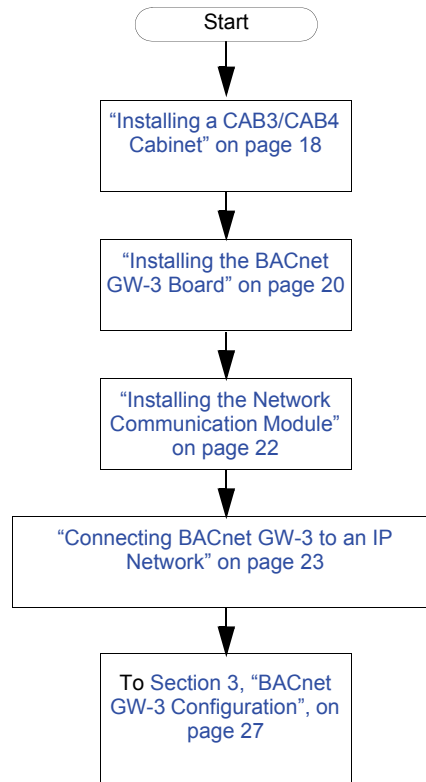 Start
“Installing a CAB3/CAB4
Cabinet” on page 18
“Installing the BACnet
GW-3 Board” on page 20
“Installing the Network
Communication Module”
on page 22
“Connecting BACnet GW-3 to an IP
Network” on page 23
To Section 3, “BACnet
GW-3 Configuration”, on
page 27